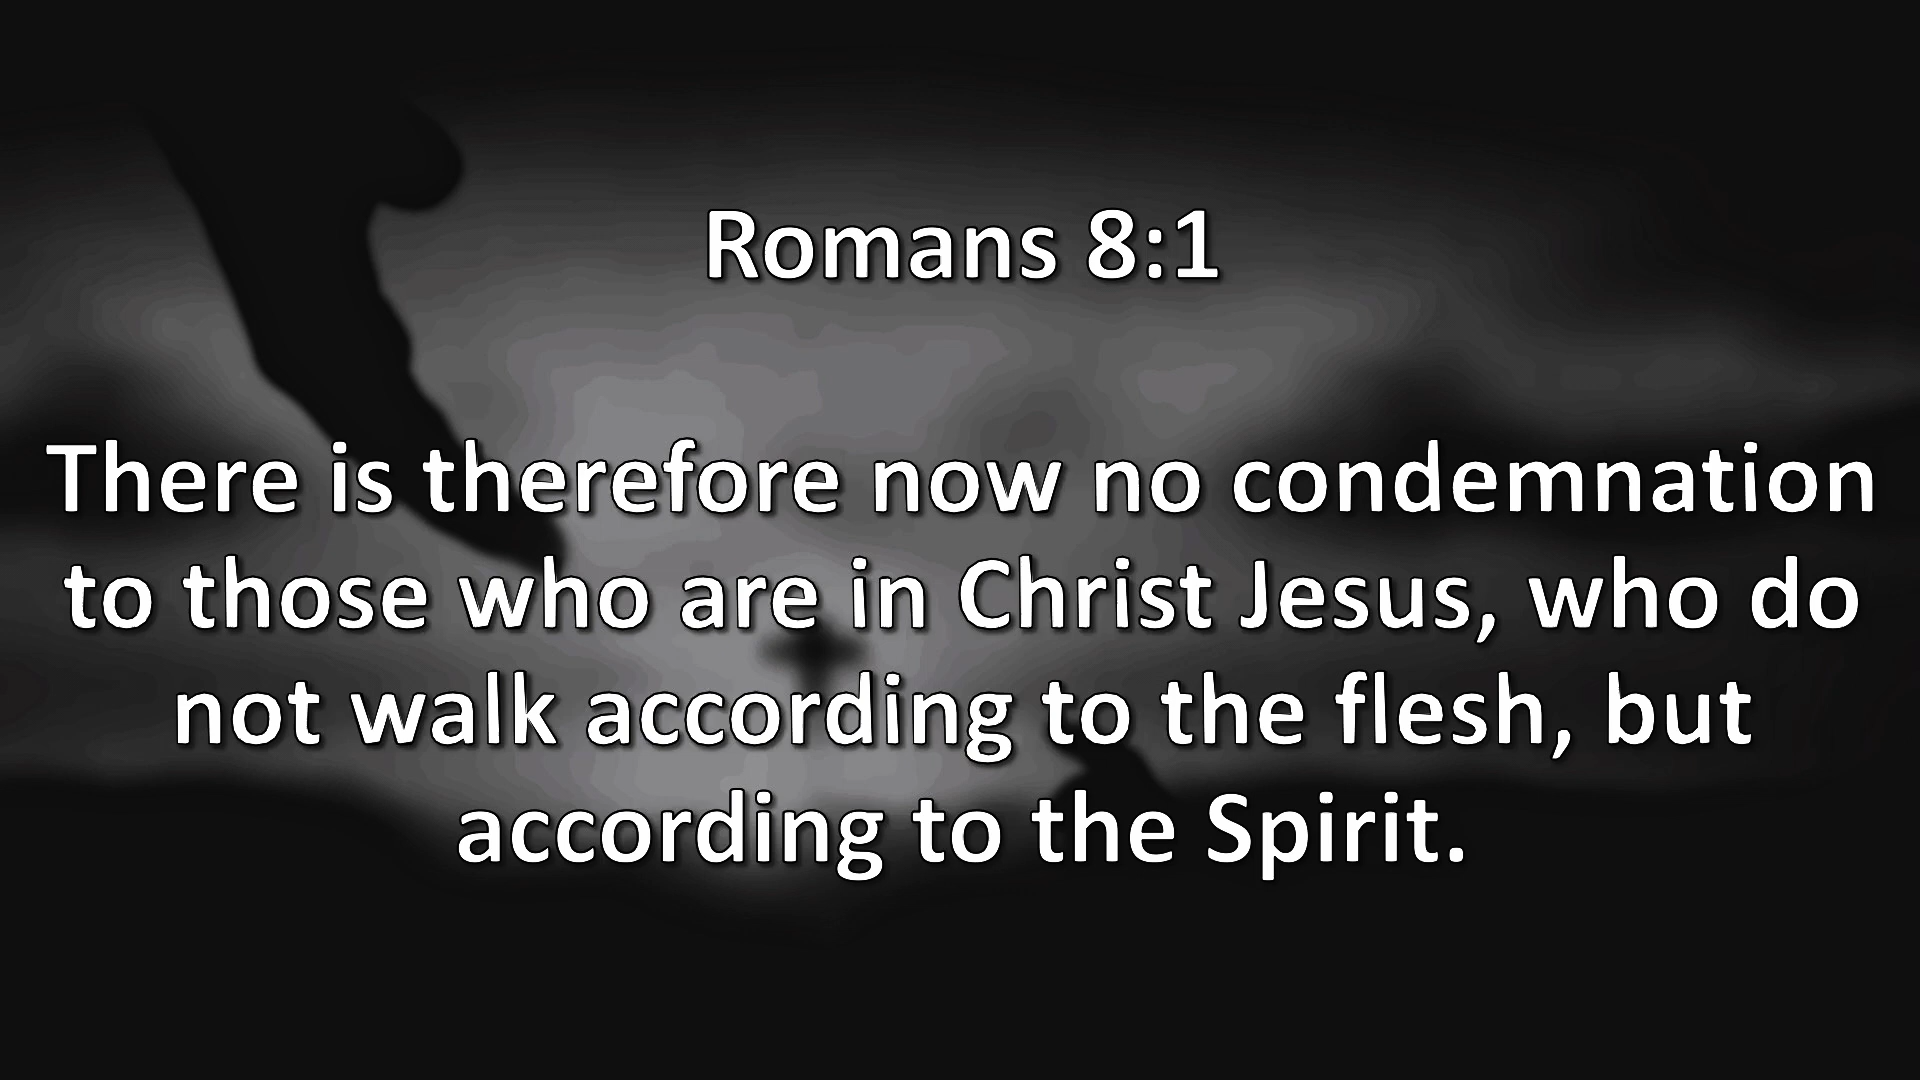 Romans 8:1
There is therefore now no condemnation
to those who are in Christ Jesus, who do
not walk according to the flesh, but
according to the Spirit.